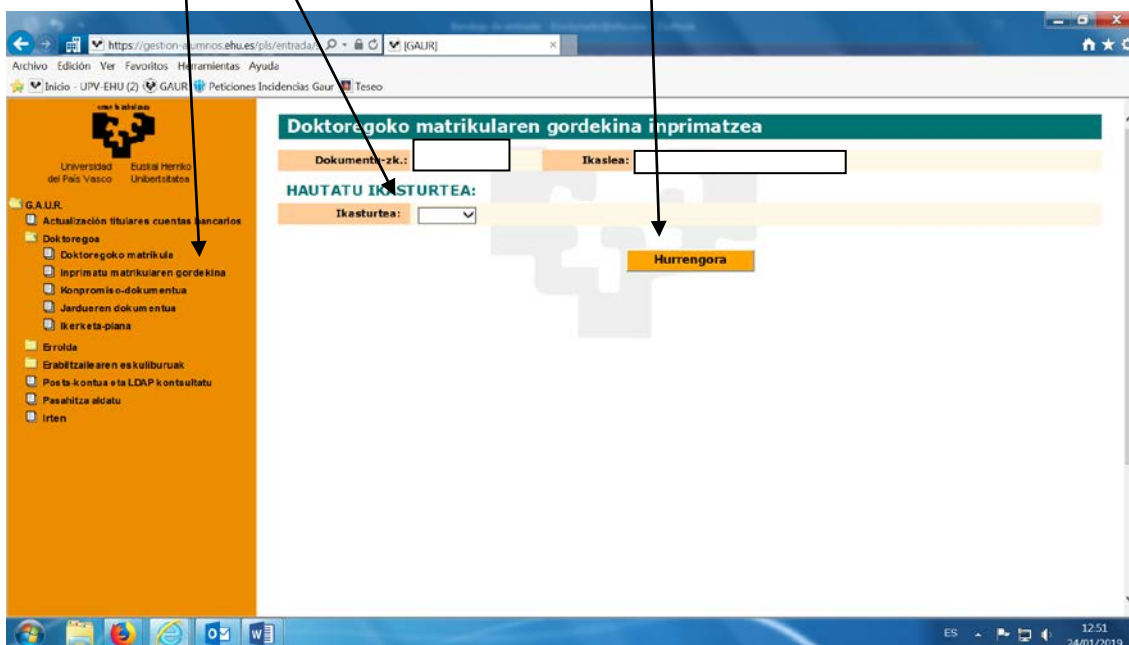 https://gestion-alumnos.ehu.es/pls/entrada/
[GAUR]
Archivo Edición Ver Favoritos Herramientas Ayuda
Inicio - UPV-EHU (2) GAUR Peticiones Incidencias Gaur Teseo
Universidad del País Vasco
Euskal Herriko Unibertsitatea
Doktoregoko matrikularen gordekina inprimatzea
Dokumentu-zk.: Ikaslea:
HAUTATU IKASTURTEA:
Ikasturtea:
Hurrengora
G.A.U.R.
Actualización titulares cuentas bancarios
Doktoregoa
Doktoregoko matrikula
Inprimatu matrikularen gordekina
Konpromiso-dokumentua
Jardueren dokumentua
Ikerketa-plana
Errolda
Erabiltzailearen eskuliburuak
Posta-kontua eta LDAP kontsultatu
Pasahitza aldatu
Irten
ES
12:51
24/01/2019